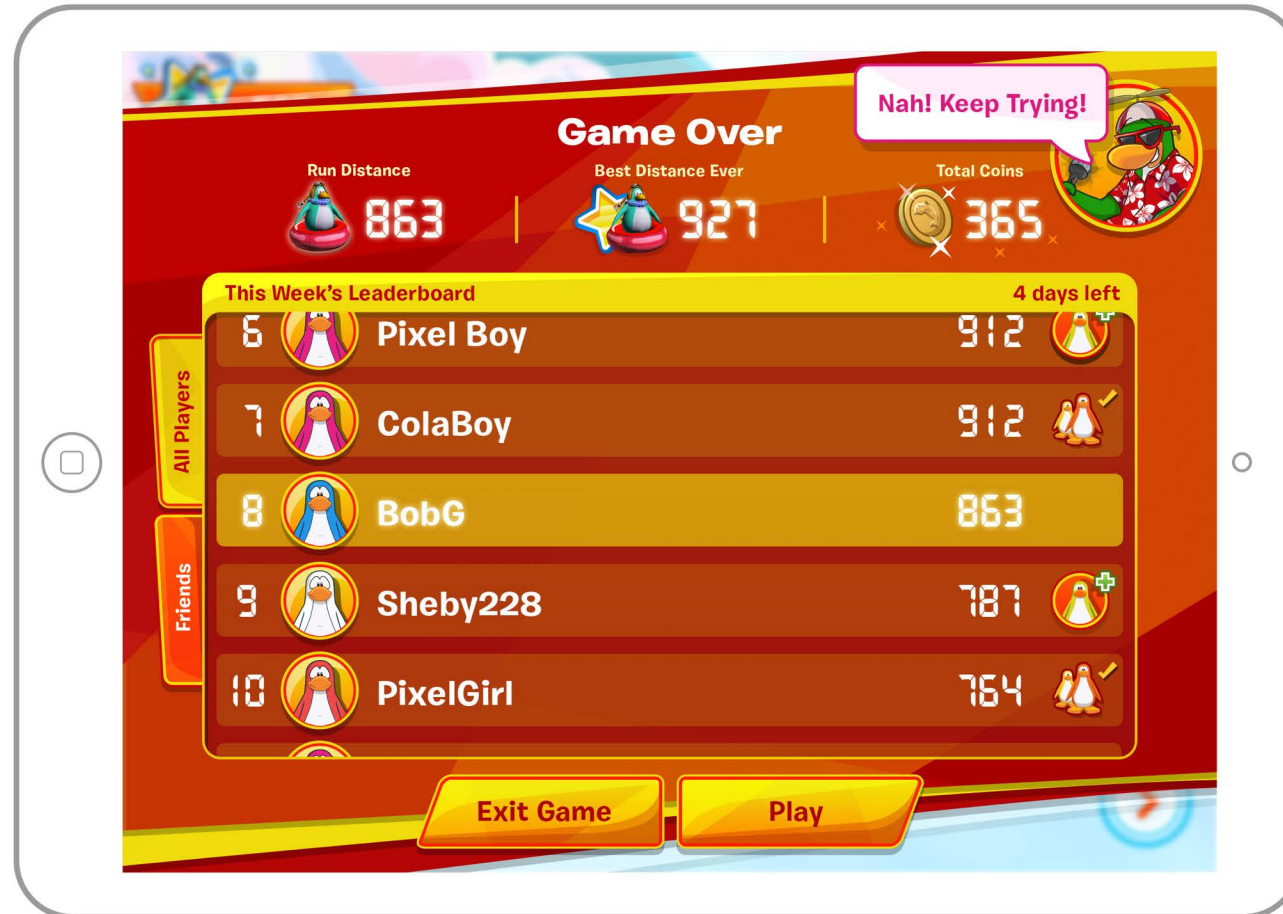 Nah! Keep Trying!
Game Over
Run Distance
863
Best Distance Ever
927
Total Coins
365
This Week's Leaderboard 4 days left
All Players
Friends
6 Pixel Boy 912
7 ColaBoy 912
8 BobG 863
9 Sheby228 787
10 PixelGirl 764
Exit Game
Play